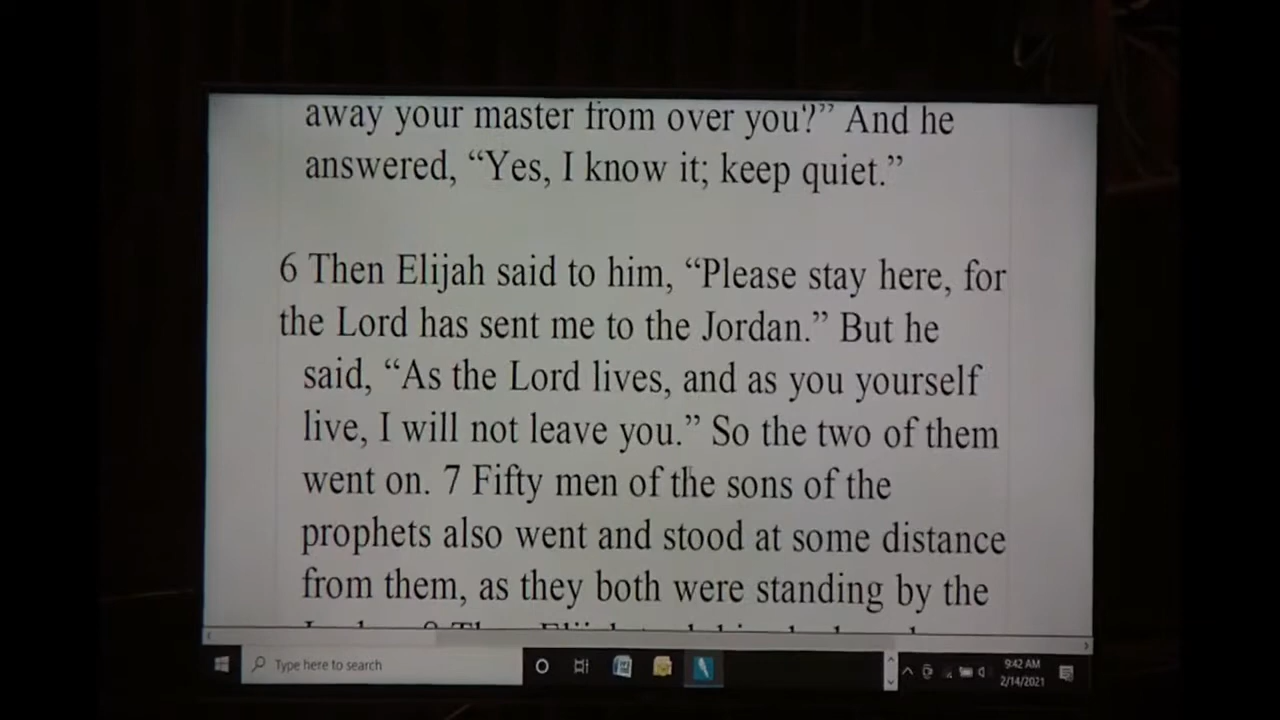 away your master from over you?” And he
answered, “Yes, I know it; keep quiet.”
6 Then Elijah said to him, “Please stay here, for
the Lord has sent me to the Jordan.” But he
said, “As the Lord lives, and as you yourself
live, I will not leave you.” So the two of them
went on. 7 Fifty men of the sons of the
prophets also went and stood at some distance
from them, as they both were standing by the
Type here to search
9:42 AM
2/14/2021